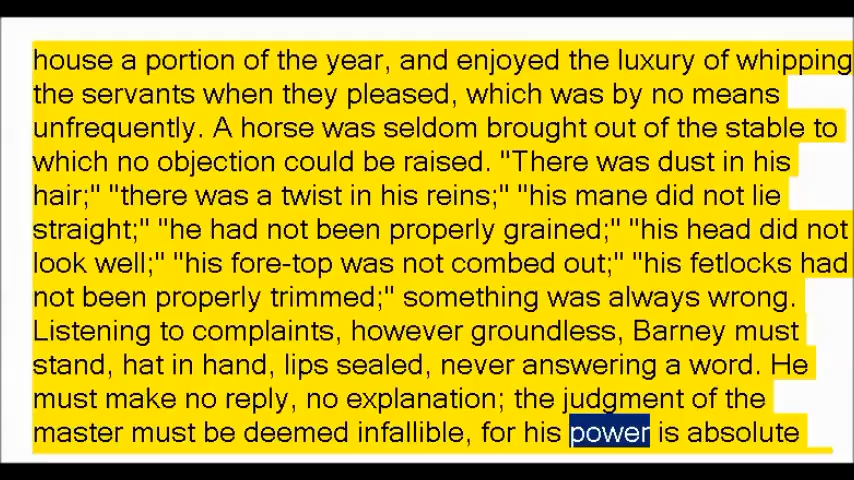 house a portion of the year, and enjoyed the luxury of whipping
the servants when they pleased, which was by no means
unfrequently. A horse was seldom brought out of the stable to
which no objection could be raised. "There was dust in his
hair;" "there was a twist in his reins;" "his mane did not lie
straight;" "he had not been properly grained;" "his head did not
look well;" "his fore-top was not combed out;" "his fetlocks had
not been properly trimmed;" something was always wrong.
Listening to complaints, however groundless, Barney must
stand, hat in hand, lips sealed, never answering a word. He
must make no reply, no explanation; the judgment of the
master must be deemed infallible, for his power is absolute